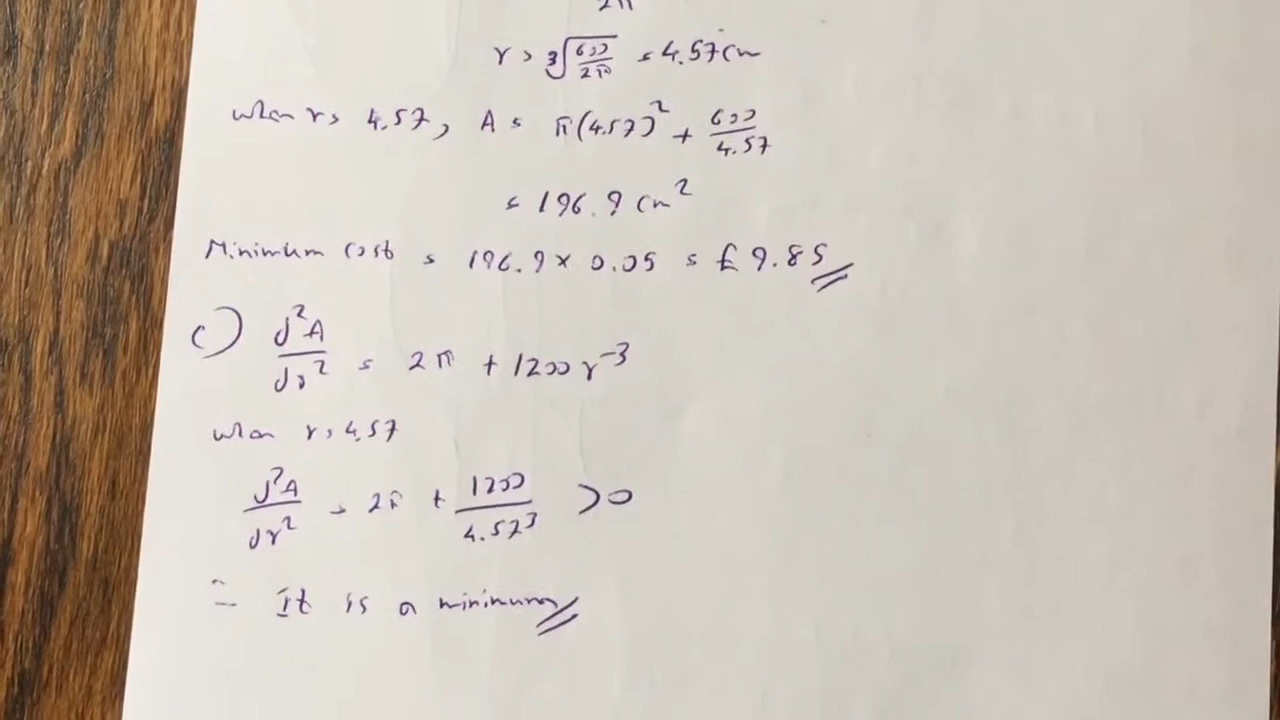 2π
r = ∛(600/2π) = 4.57cm
when r = 4.57, A = π(4.57)² + 600/4.57
= 196.9 cm²
Minimum cost = 196.9 × 0.05 = £9.85
c) d²A/dr² = 2π + 1200 r⁻³
when r = 4.57
d²A/dr² = 2π + 1200/4.57³ > 0
∴ It is a minimum